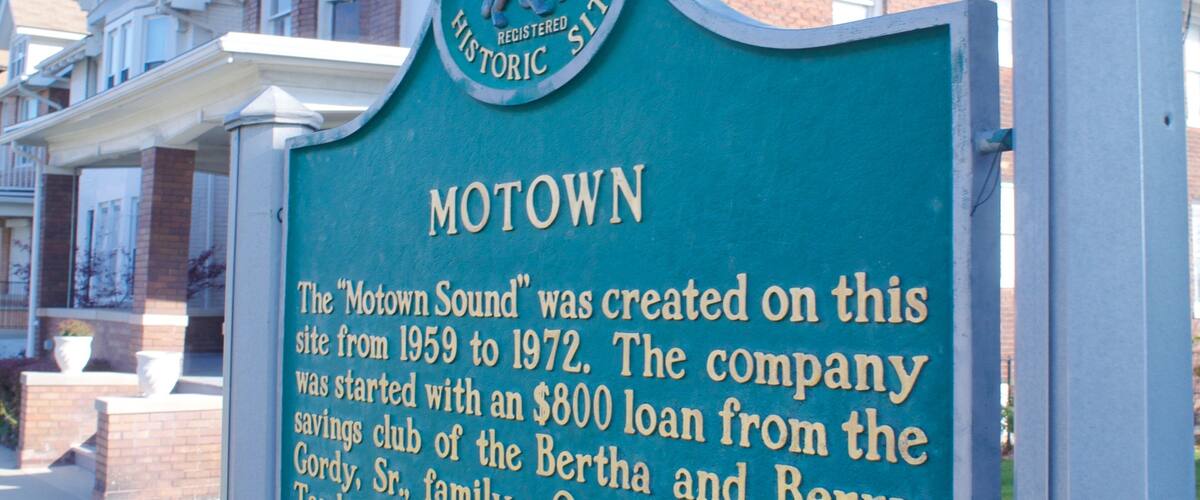 REGISTERED
HISTORIC SIT
MOTOWN
The "Motown Sound" was created on this
site from 1959 to 1972. The company
was started with an $800 loan from the
savings club of the Bertha and Berry
Gordy, Sr., family.